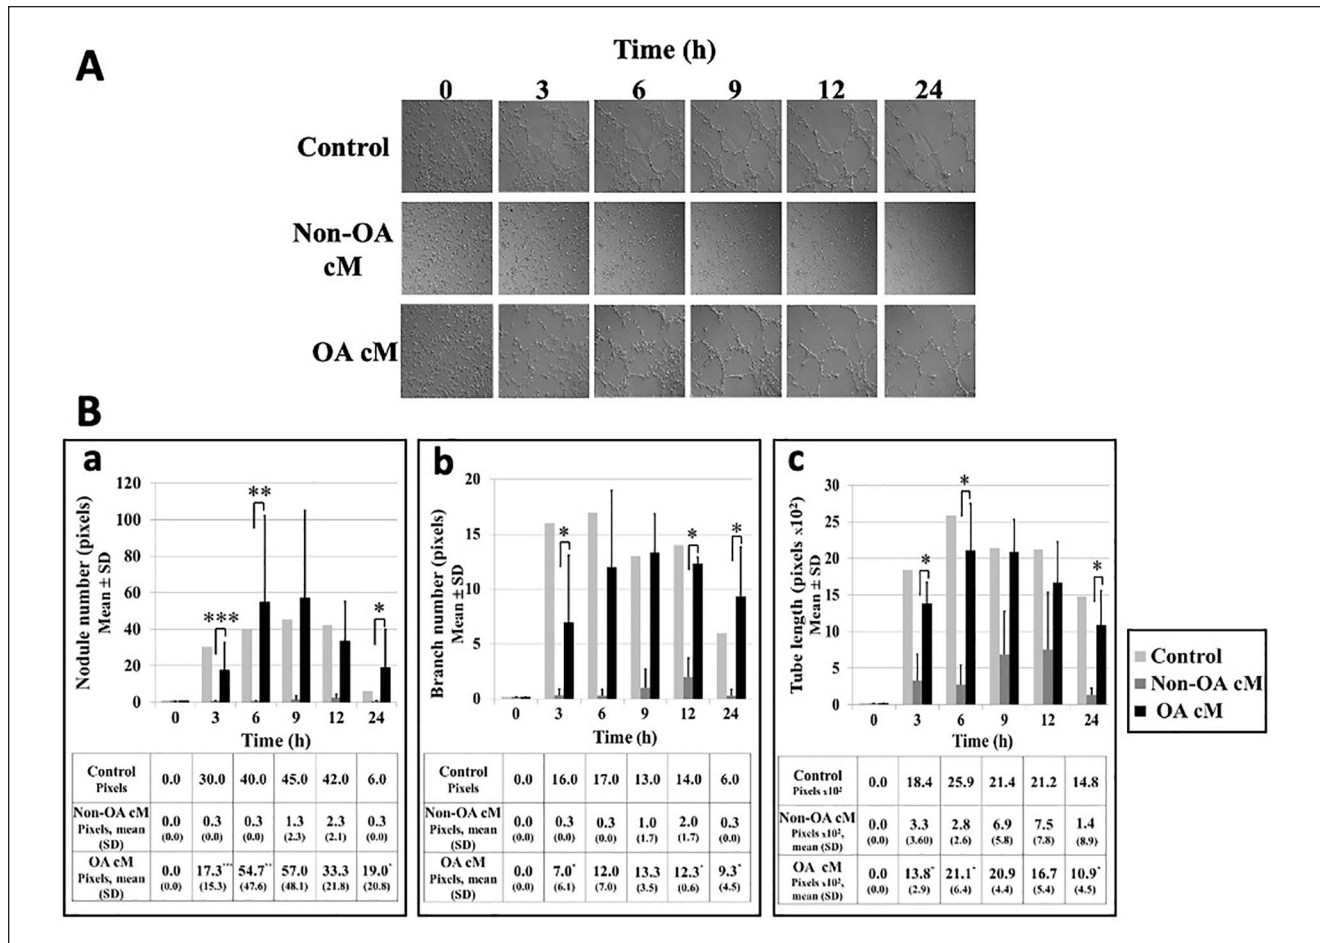 A
Time (h)
0 3 6 9 12 24
Control
Non-OA
cM
OA cM
B
a
Nodule number (pixels)
Mean ± SD
120
100
80
60
40
20
0
***
**
*
0 3 6 9 12 24
Time (h)
Control
Pixels
0.0 30.0 40.0 45.0 42.0 6.0
Non-OA cM
Pixels, mean
(SD)
0.0 0.3 0.3 1.3 2.3 0.3
(0.0) (0.0) (0.0) (2.3) (2.1) (0.0)
OA cM
Pixels, mean
(SD)
0.0 17.3*** 54.7** 57.0 33.3 19.0*
(0.0) (15.3) (47.6) (48.1) (21.8) (20.8)
b
Branch number (pixels)
Mean ± SD
20
15
10
5
0
*
*
*
0 3 6 9 12 24
Time (h)
Control
Pixels
0.0 16.0 17.0 13.0 14.0 6.0
Non-OA cM
Pixels, mean
(SD)
0.0 0.3 0.3 1.0 2.0 0.3
(0.0) (0.0) (0.0) (1.7) (1.7) (0.0)
OA cM
Pixels, mean
(SD)
0.0 7.0* 12.0 13.3 12.3* 9.3*
(0.0) (6.1) (7.0) (3.5) (0.6) (4.5)
c
Tube length (pixels x10²)
Mean ± SD
30
25
20
15
10
5
0
*
*
*
0 3 6 9 12 24
Time (h)
Control
Pixels x10²
0.0 18.4 25.9 21.4 21.2 14.8
Non-OA cM
Pixels x10²,
mean (SD)
0.0 3.3 2.8 6.9 7.5 1.4
(0.0) (3.60) (2.6) (5.8) (7.8) (8.9)
OA cM
Pixels x10²,
mean (SD)
0.0 13.8 21.1* 20.9 16.7 10.9*
(0.0) (2.9) (6.4) (4.4) (5.4) (4.5)
Control
Non-OA cM
OA cM